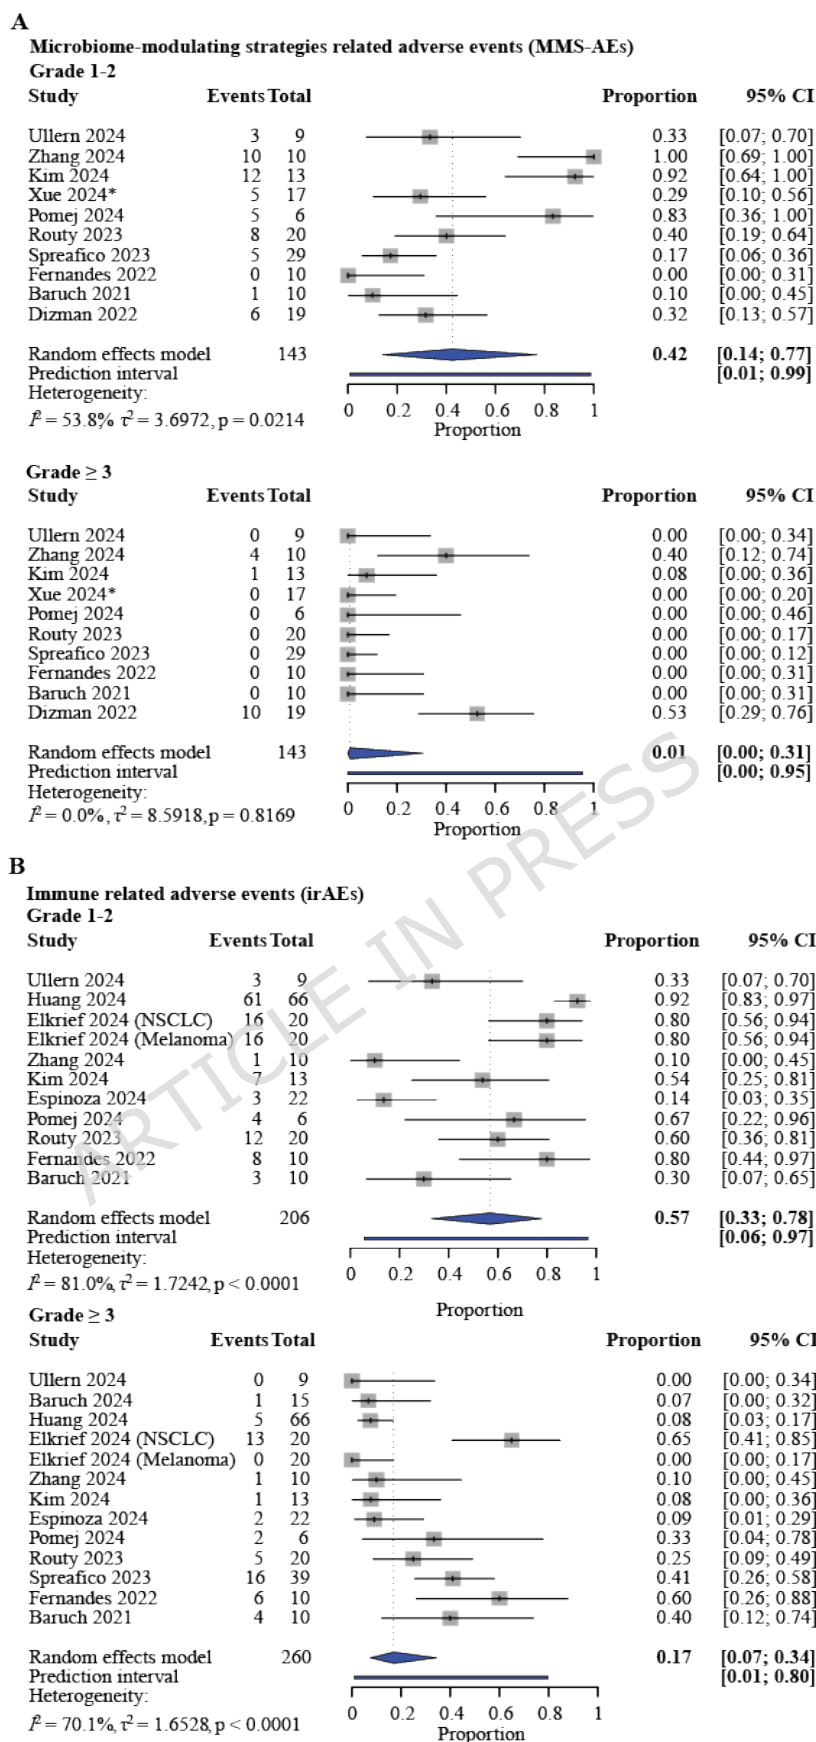 A
Microbiome-modulating strategies related adverse events (MMS-AEs)
Grade 1-2
Study Events Total Proportion 95% CI
Ullern 2024 3 9 0.33 [0.07; 0.70]
Zhang 2024 10 10 1.00 [0.69; 1.00]
Kim 2024 12 13 0.92 [0.64; 1.00]
Xue 2024* 5 17 0.29 [0.10; 0.56]
Pomej 2024 5 6 0.83 [0.36; 1.00]
Routy 2023 8 20 0.40 [0.19; 0.64]
Spreafico 2023 5 29 0.17 [0.06; 0.36]
Fernandes 2022 0 10 0.00 [0.00; 0.31]
Baruch 2021 1 10 0.10 [0.00; 0.45]
Dizman 2022 6 19 0.32 [0.13; 0.57]
Random effects model 143 0.42 [0.14; 0.77]
Prediction interval [0.01; 0.99]
Heterogeneity:
I² = 53.8% τ² = 3.6972, p = 0.0214
0 0.2 0.4 0.6 0.8 1
Proportion
Grade ≥ 3
Study Events Total Proportion 95% CI
Ullern 2024 0 9 0.00 [0.00; 0.34]
Zhang 2024 4 10 0.40 [0.12; 0.74]
Kim 2024 1 13 0.08 [0.00; 0.36]
Xue 2024* 0 17 0.00 [0.00; 0.20]
Pomej 2024 0 6 0.00 [0.00; 0.46]
Routy 2023 0 20 0.00 [0.00; 0.17]
Spreafico 2023 0 29 0.00 [0.00; 0.12]
Fernandes 2022 0 10 0.00 [0.00; 0.31]
Baruch 2021 0 10 0.00 [0.00; 0.31]
Dizman 2022 10 19 0.53 [0.29; 0.76]
Random effects model 143 0.01 [0.00; 0.31]
Prediction interval [0.00; 0.95]
Heterogeneity:
I² = 0.0%, τ² = 8.5918, p = 0.8169
0 0.2 0.4 0.6 0.8 1
Proportion
ARTICLE IN PRESS
B
Immune related adverse events (irAEs)
Grade 1-2
Study Events Total Proportion 95% CI
Ullern 2024 3 9 0.33 [0.07; 0.70]
Huang 2024 61 66 0.92 [0.83; 0.97]
Elkrief 2024 (NSCLC) 16 20 0.80 [0.56; 0.94]
Elkrief 2024 (Melanoma) 16 20 0.80 [0.56; 0.94]
Zhang 2024 1 10 0.10 [0.00; 0.45]
Kim 2024 7 13 0.54 [0.25; 0.81]
Espinoza 2024 3 22 0.14 [0.03; 0.35]
Pomej 2024 4 6 0.67 [0.22; 0.96]
Routy 2023 12 20 0.60 [0.36; 0.81]
Fernandes 2022 8 10 0.80 [0.44; 0.97]
Baruch 2021 3 10 0.30 [0.07; 0.65]
Random effects model 206 0.57 [0.33; 0.78]
Prediction interval [0.06; 0.97]
Heterogeneity:
I² = 81.0%, τ² = 1.7242, p < 0.0001
0 0.2 0.4 0.6 0.8 1
Proportion
Grade ≥ 3
Study Events Total Proportion 95% CI
Ullern 2024 0 9 0.00 [0.00; 0.34]
Baruch 2024 1 15 0.07 [0.00; 0.32]
Huang 2024 5 66 0.08 [0.03; 0.17]
Elkrief 2024 (NSCLC) 13 20 0.65 [0.41; 0.85]
Elkrief 2024 (Melanoma) 0 20 0.00 [0.00; 0.17]
Zhang 2024 1 10 0.10 [0.00; 0.45]
Kim 2024 1 13 0.08 [0.00; 0.36]
Espinoza 2024 2 22 0.09 [0.01; 0.29]
Pomej 2024 2 6 0.33 [0.04; 0.78]
Routy 2023 5 20 0.25 [0.09; 0.49]
Spreafico 2023 16 39 0.41 [0.26; 0.58]
Fernandes 2022 6 10 0.60 [0.26; 0.88]
Baruch 2021 4 10 0.40 [0.12; 0.74]
Random effects model 260 0.17 [0.07; 0.34]
Prediction interval [0.01; 0.80]
Heterogeneity:
I² = 70.1%, τ² = 1.6528, p < 0.0001
0 0.2 0.4 0.6 0.8 1
Proportion